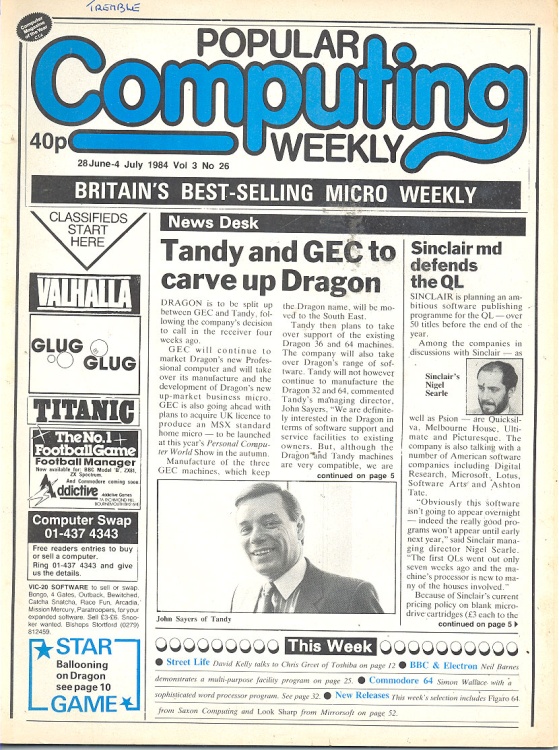 TREMBLE
Computer
Magazine
of the Year
POPULAR
Computing
WEEKLY
40p
28June-4 July 1984 Vol 3 No 26
BRITAIN'S BEST-SELLING MICRO WEEKLY
CLASSIFIEDS
START
HERE
VALHALLA
GLUG
GLUG
TITANIC
The No.1
Football Game
Football Manager
Now available for: BBC Model 'B', ZX81,
ZX Spectrum.
And Commodore coming soon.
Addictive
Addictive Games
7A RICHMOND HILL
BOURNEMOUTH
Computer Swap
01-437 4343
Free readers entries to buy
or sell a computer.
Ring 01-437 4343 and give
us the details.
VIC-20 SOFTWARE to sell or swap.
Bongo, 4 Gates, Outback, Bewitched,
Catcha Snatcha, Race Fun, Arcadia,
Mission Mercury, Paratroopers, for your
expanded software. Sell £3-£6. Snoo-
ker wanted. Bishops Stortford (0279)
812459.
STAR
Ballooning
on Dragon
see page 10
GAME
News Desk
Tandy and GEC to
carve up Dragon
DRAGON is to be split up
between GEC and Tandy, fol-
lowing the company's decision
to call in the receiver four
weeks ago.
GEC will continue to
market Dragon's new Profes-
sional computer and will take
over its manufacture and the
development of Dragon's new
up-market business micro.
GEC is also going ahead with
plans to acquire UK licence to
produce an MSX standard
home micro — to be launched
at this year's Personal Compu-
ter World Show in the autumn.
Manufacture of the three
GEC machines, which keep
the Dragon name, will be mo-
ved to the South East.
Tandy then plans to take
over support of the existing
Dragon 36 and 64 machines.
The company will also take
over Dragon's range of sof-
tware. Tandy will not however
continue to manufacture the
Dragon 32 and 64, commented
Tandy's managing director,
John Sayers, "We are definite-
ly interested in the Dragon in
terms of software support and
service facilities to existing
owners. But, although the
Dragon and Tandy machines
are very compatible, we are
continued on page 5
John Sayers of Tandy
Sinclair md
defends
the QL
SINCLAIR is planning an am-
bitious software publishing
programme for the QL — over
50 titles before the end of the
year.
Among the companies in
discussions with Sinclair — as
Sinclair's
Nigel
Searle
well as Psion — are Quicksil-
va, Melbourne House, Ulti-
mate and Picturesque. The
company is also talking with a
number of American software
companies including Digital
Research, Microsoft, Lotus,
Software Arts and Ashton
Tate.
"Obviously this software
isn't going to appear overnight
— indeed the really good pro-
grams won't appear until early
next year," said Sinclair mana-
ging director Nigel Searle.
"The first QLs went out only
seven weeks ago and the ma-
chine's processor is new to ma-
ny of the houses involved."
Because of Sinclair's current
pricing policy on blank micro-
drive cartridges (£3 each to the
continued on page 5
This Week
Street Life David Kelly talks to Chris Greet of Toshiba on page 12 BBC & Electron Neil Barnes
demonstrates a multi-purpose facility program on page 25. Commodore 64 Simon Wallace with a
sophisticated word processor program. See page 32. New Releases This week's selection includes Figaro 64
from Saxon Computing and Look Sharp from Mirrorsoft on page 52.